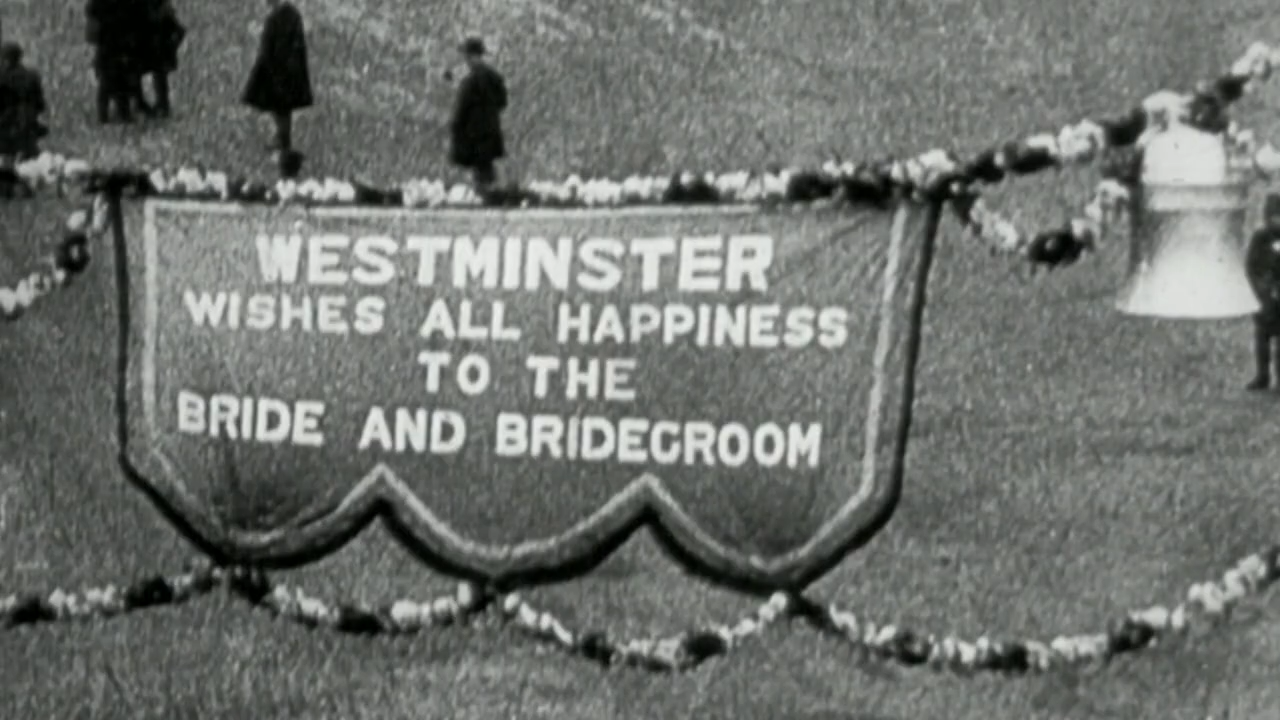 WESTMINSTER
WISHES ALL HAPPINESS
TO THE
BRIDE AND BRIDEGROOM